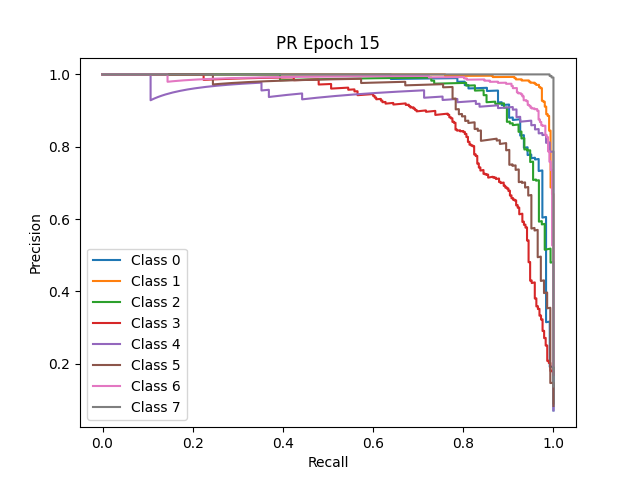 PR Epoch 15
Precision
1.0
0.8
0.6
0.4
0.2
Class 0
Class 1
Class 2
Class 3
Class 4
Class 5
Class 6
Class 7
0.0 0.2 0.4 0.6 0.8 1.0
Recall